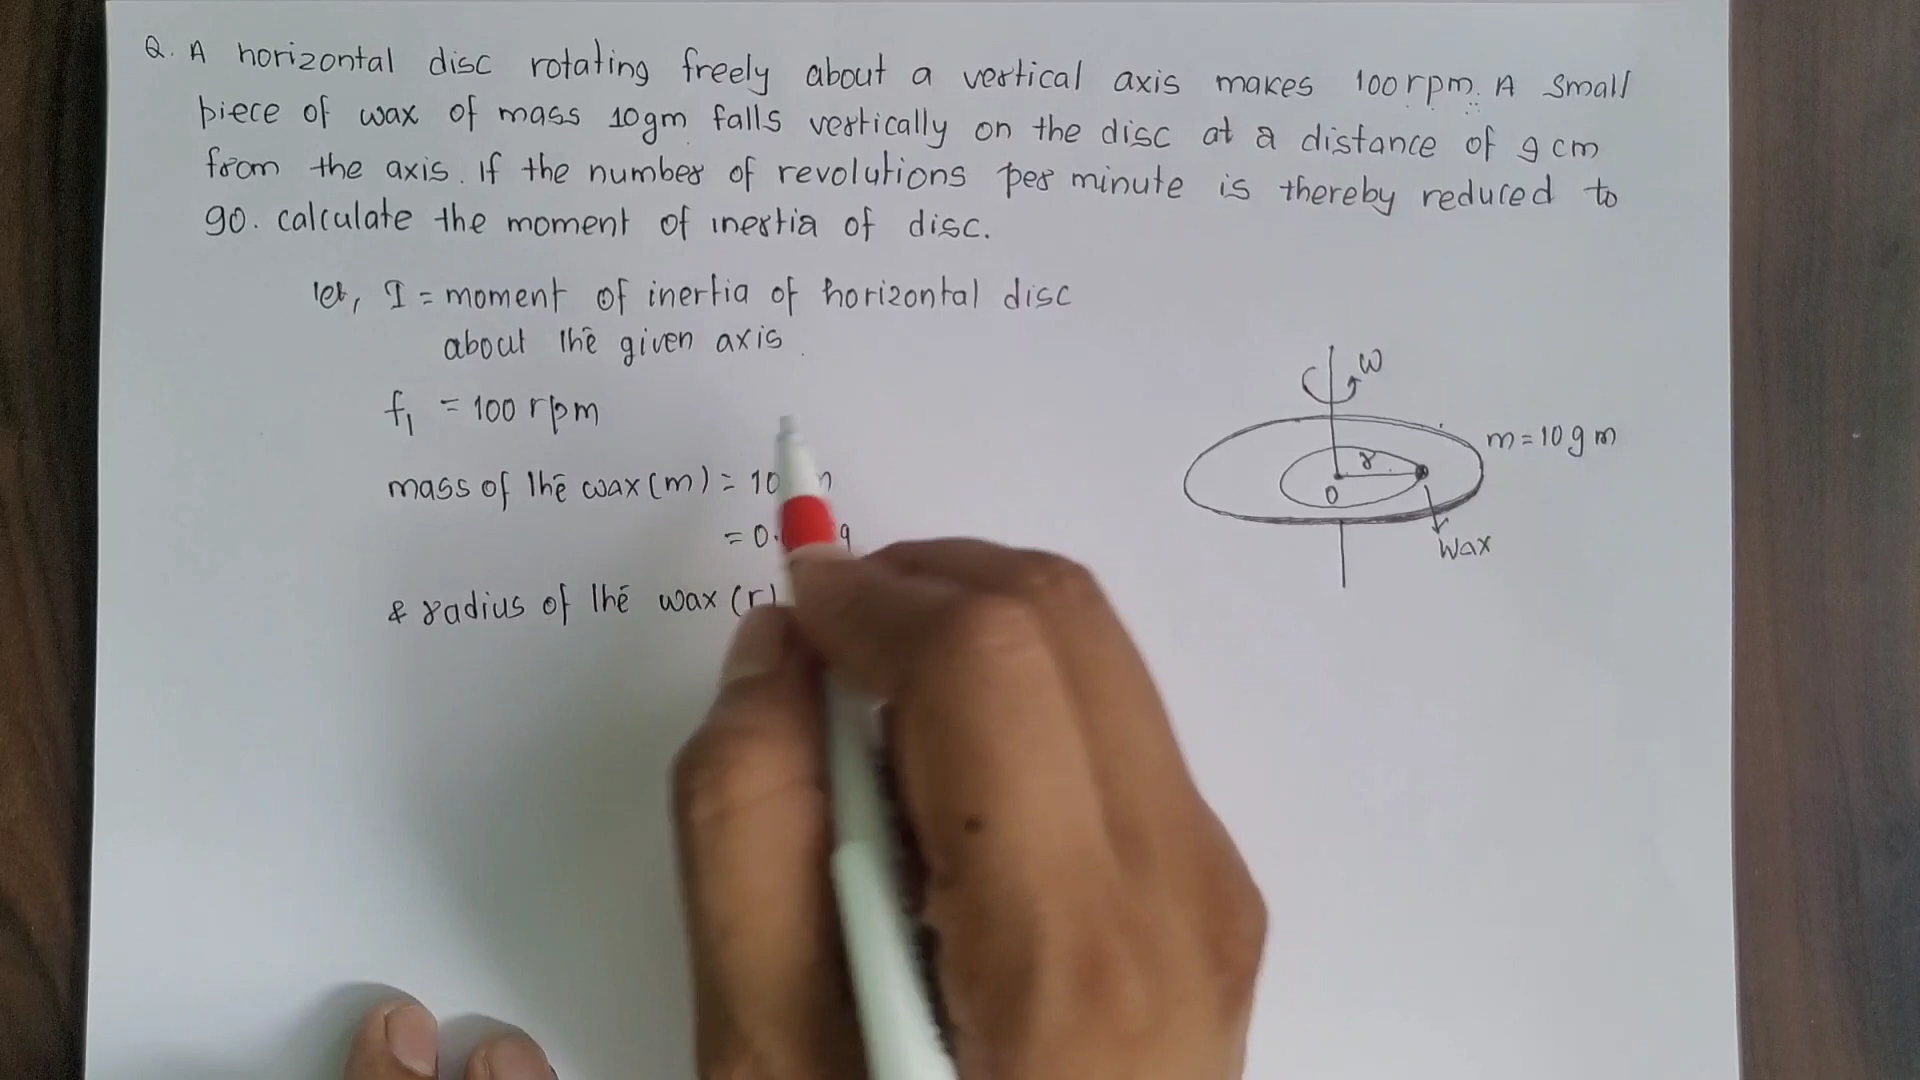 Q. A horizontal disc rotating freely about a vertical axis makes 100 rpm. A small
piece of wax of mass 10gm falls vertically on the disc at a distance of 9 cm
from the axis. If the number of revolutions per minute is thereby reduced to
90. calculate the moment of inertia of disc.
let, I = moment of inertia of horizontal disc
about the given axis
f₁ = 100 rpm
mass of the wax (m) = 10
= 0.
& radius of the wax (r)
ω
m = 10 gm
r
O
Wax